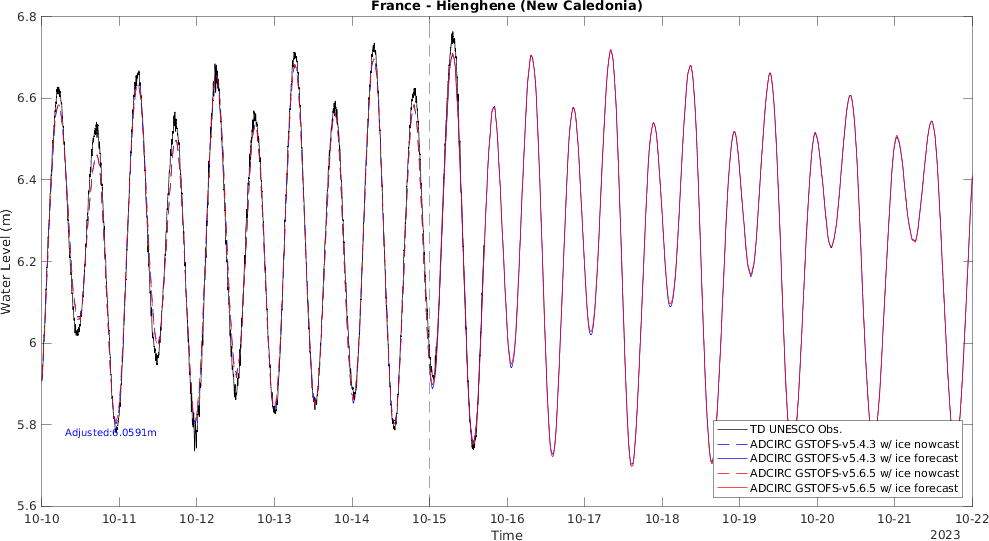 France - Hienghene (New Caledonia)
6.8
6.6
6.4
6.2
6
5.8
5.6
Water Level (m)
Adjusted:6.0591m
TD UNESCO Obs.
ADCIRC GSTOFS-v5.4.3 w/ ice nowcast
ADCIRC GSTOFS-v5.4.3 w/ ice forecast
ADCIRC GSTOFS-v5.6.5 w/ ice nowcast
ADCIRC GSTOFS-v5.6.5 w/ ice forecast
10-10 10-11 10-12 10-13 10-14 10-15 10-16 10-17 10-18 10-19 10-20 10-21 10-22
Time
2023